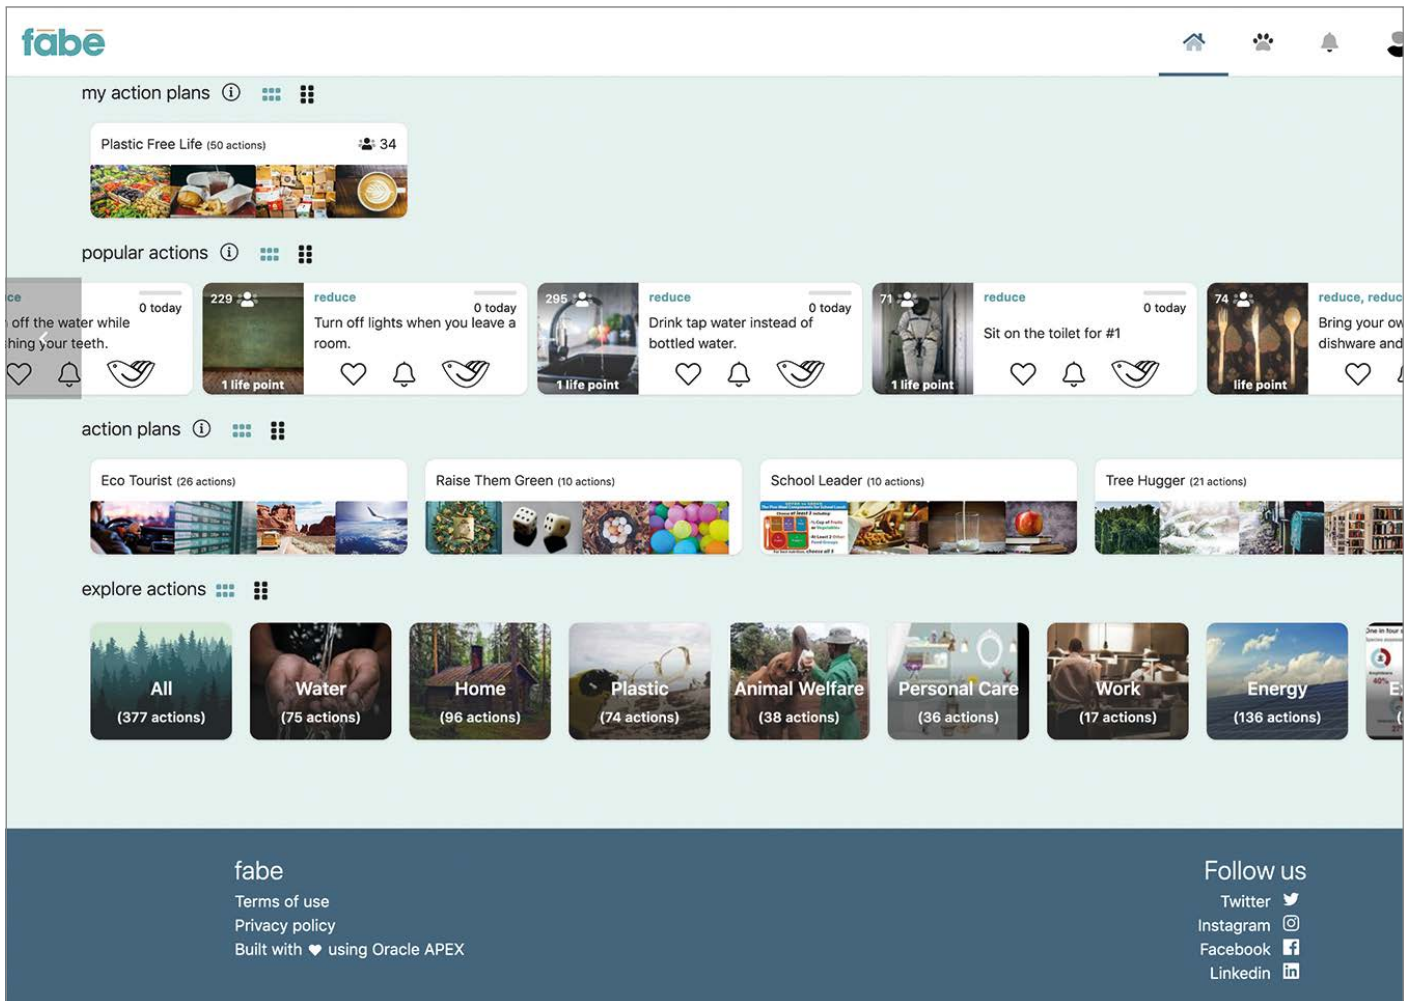 fabe
my action plans
Plastic Free Life (50 actions) 34
popular actions
ce
0 today
off the water while
hing your teeth.
229
1 life point
reduce
0 today
Turn off lights when you leave a
room.
295
1 life point
reduce
0 today
Drink tap water instead of
bottled water.
71
1 life point
reduce
0 today
Sit on the toilet for #1
74
life point
reduce, reduc
Bring your ow
dishware and
action plans
Eco Tourist (26 actions)
Raise Them Green (10 actions)
School Leader (10 actions)
Tree Hugger (21 actions)
explore actions
All
(377 actions)
Water
(75 actions)
Home
(96 actions)
Plastic
(74 actions)
Animal Welfare
(38 actions)
Personal Care
(36 actions)
Work
(17 actions)
Energy
(136 actions)
One in four
40%
fabe
Terms of use
Privacy policy
Built with ♥ using Oracle APEX
Follow us
Twitter
Instagram
Facebook
Linkedin